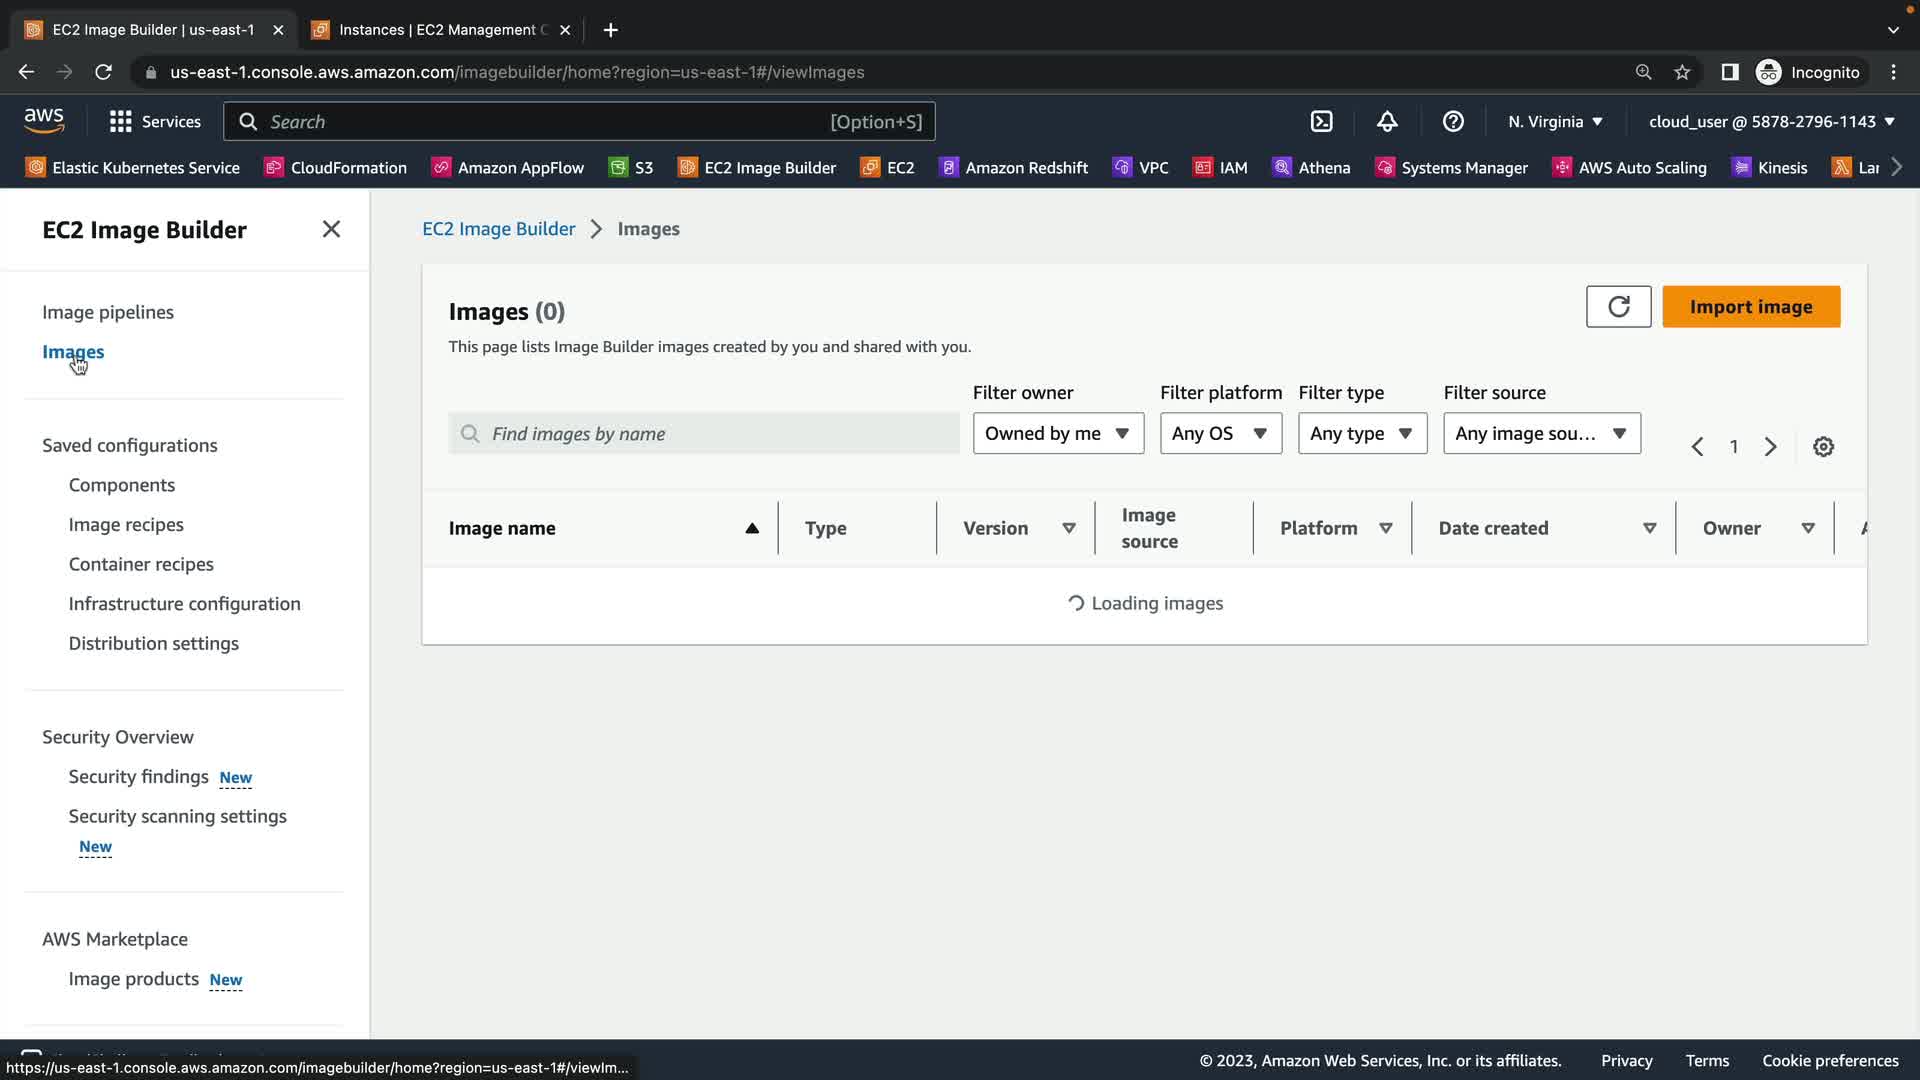 EC2 Image Builder | us-east-1
Instances | EC2 Management
us-east-1.console.aws.amazon.com/imagebuilder/home?region=us-east-1#/viewImages
Incognito
aws
Services
Search
[Option+S]
N. Virginia
cloud_user @ 5878-2796-1143
Elastic Kubernetes Service
CloudFormation
Amazon AppFlow
S3
EC2 Image Builder
EC2
Amazon Redshift
VPC
IAM
Athena
Systems Manager
AWS Auto Scaling
Kinesis
EC2 Image Builder
Image pipelines
Images
Saved configurations
Components
Image recipes
Container recipes
Infrastructure configuration
Distribution settings
Security Overview
Security findings New
Security scanning settings
New
AWS Marketplace
Image products New
EC2 Image Builder > Images
Images (0)
Import image
This page lists Image Builder images created by you and shared with you.
Filter owner
Filter platform
Filter type
Filter source
Find images by name
Owned by me
Any OS
Any type
Any image sou...
1
Image name
Type
Version
Image
source
Platform
Date created
Owner
Loading images
https://us-east-1.console.aws.amazon.com/imagebuilder/home?region=us-east-1#/viewIm...
© 2023, Amazon Web Services, Inc. or its affiliates.
Privacy
Terms
Cookie preferences